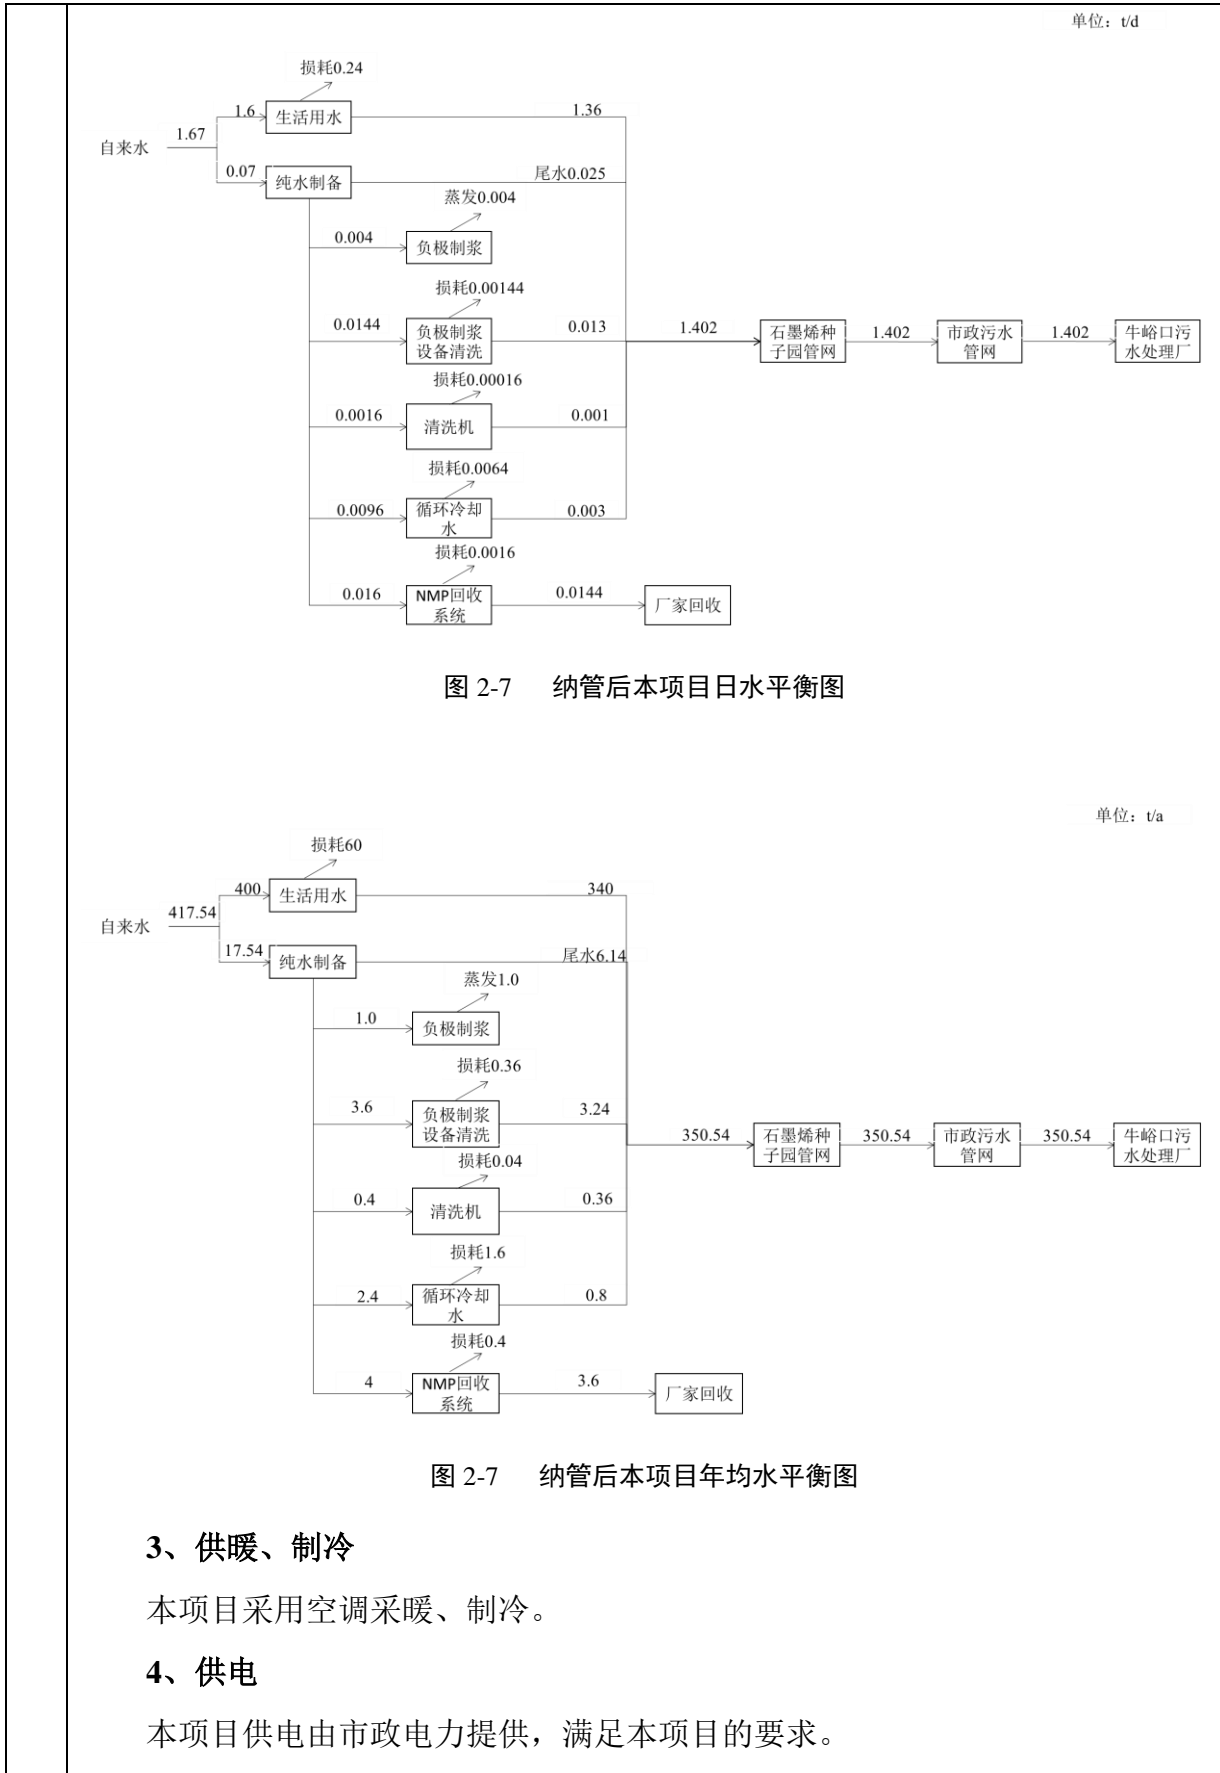 单位：t/d
损耗0.24
1.6
生活用水
1.36
自来水
1.67
0.07
纯水制备
尾水0.025
蒸发0.004
0.004
负极制浆
损耗0.00144
0.0144
负极制浆
设备清洗
0.013
1.402
石墨烯种
子园管网
1.402
市政污水
管网
1.402
牛峪口污
水处理厂
损耗0.00016
0.0016
清洗机
0.001
损耗0.0064
0.0096
循环冷却
水
0.003
损耗0.0016
0.016
NMP回收
系统
0.0144
厂家回收
图 2-7 纳管后本项目日水平衡图
单位：t/a
损耗60
400
生活用水
340
自来水
417.54
17.54
纯水制备
尾水6.14
蒸发1.0
1.0
负极制浆
损耗0.36
3.6
负极制浆
设备清洗
3.24
350.54
石墨烯种
子园管网
350.54
市政污水
管网
350.54
牛峪口污
水处理厂
损耗0.04
0.4
清洗机
0.36
损耗1.6
2.4
循环冷却
水
0.8
损耗0.4
4
NMP回收
系统
3.6
厂家回收
图 2-7 纳管后本项目年均水平衡图
3、供暖、制冷
本项目采用空调采暖、制冷。
4、供电
本项目供电由市政电力提供，满足本项目的要求。